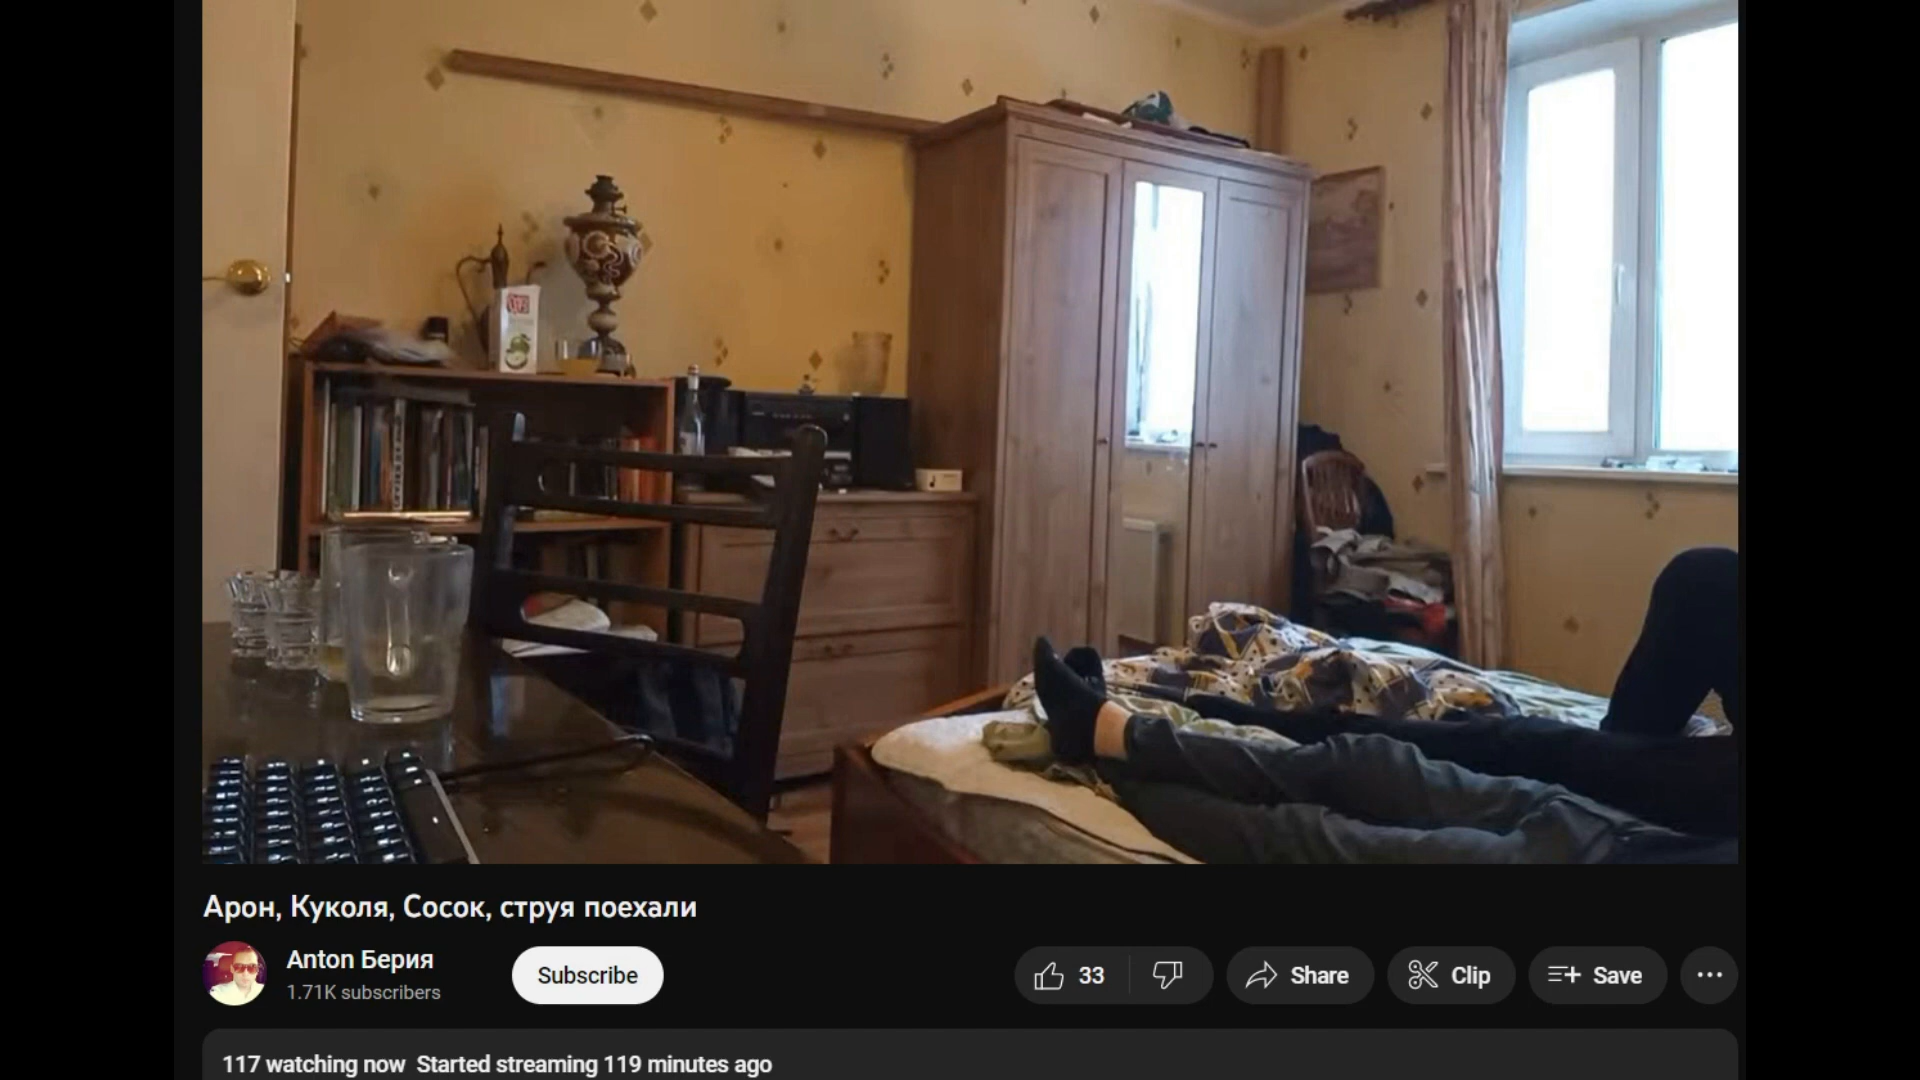 Арон, Куколя, Сосок, струя поехали
Anton Берия
1.71K subscribers
Subscribe
33
Share
Clip
Save
117 watching now Started streaming 119 minutes ago